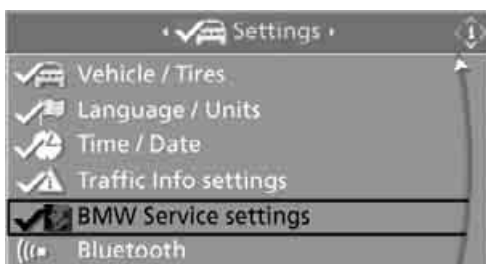 Settings
Vehicle / Tires
Language / Units
Time / Date
Traffic Info settings
BMW Service settings
Bluetooth